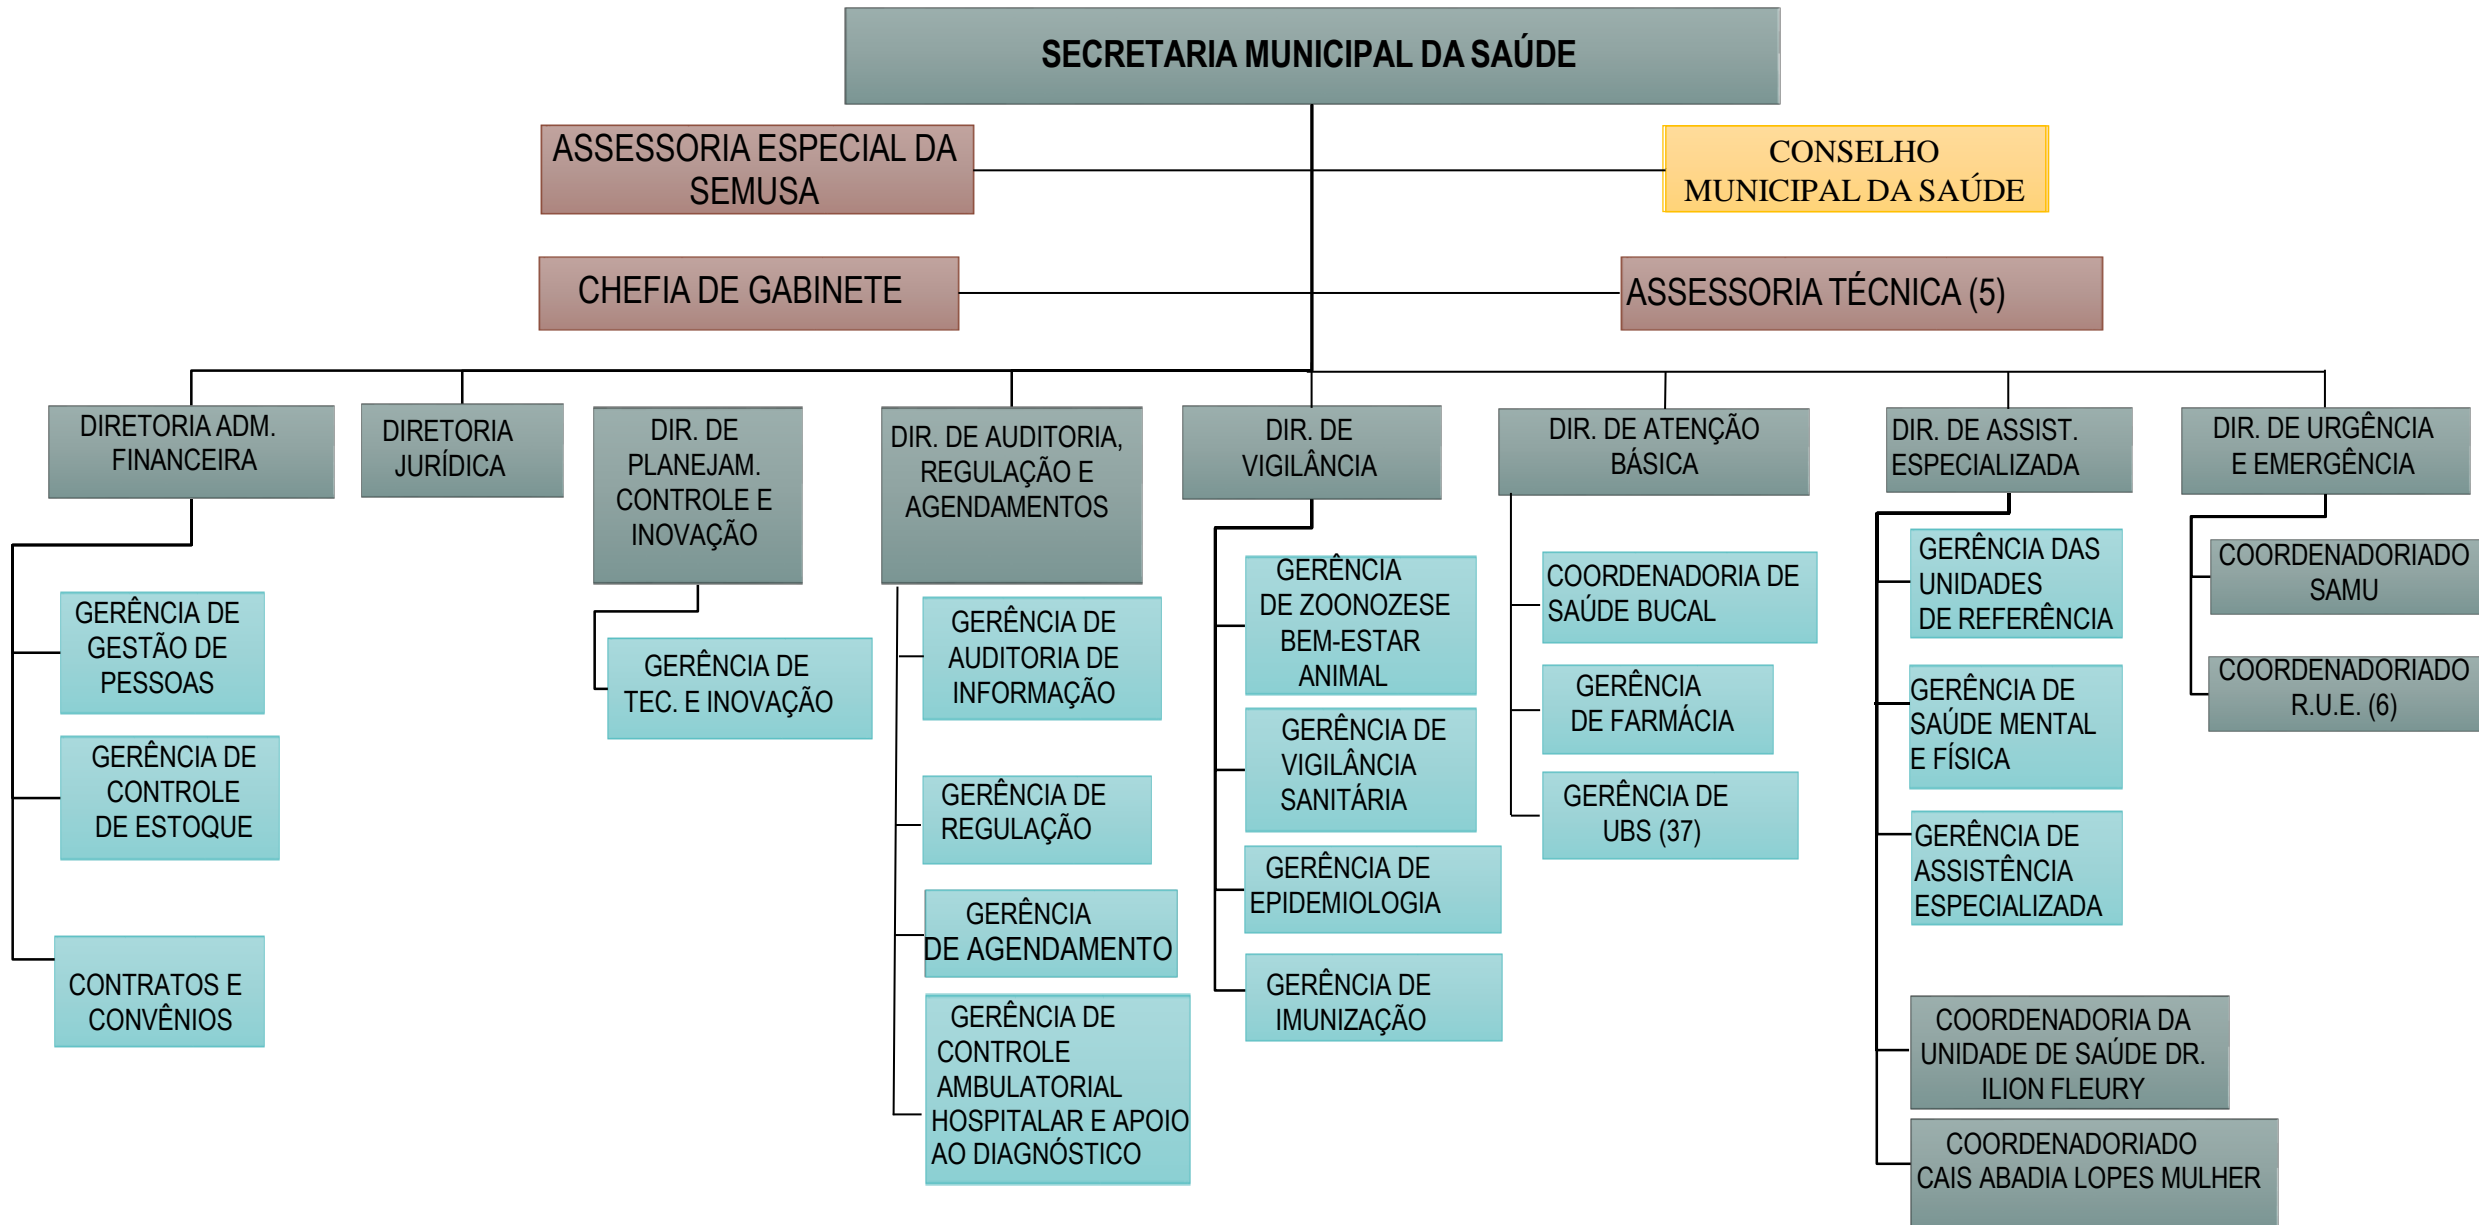 SECRETARIA MUNICIPAL DA SAÚDE
ASSESSORIA ESPECIAL DA
SEMUSA
CONSELHO
MUNICIPAL DA SAÚDE
CHEFIA DE GABINETE
ASSESSORIA TÉCNICA (5)
DIRETORIA ADM.
FINANCEIRA
DIRETORIA
JURÍDICA
DIR. DE
PLANEJAM.
CONTROLE E
INOVAÇÃO
DIR. DE AUDITORIA,
REGULAÇÃO E
AGENDAMENTOS
DIR. DE
VIGILÂNCIA
DIR. DE ATENÇÃO
BÁSICA
DIR. DE ASSIST.
ESPECIALIZADA
DIR. DE URGÊNCIA
E EMERGÊNCIA
GERÊNCIA DE
GESTÃO DE
PESSOAS
GERÊNCIA DE
CONTROLE
DE ESTOQUE
CONTRATOS E
CONVÊNIOS
GERÊNCIA DE
TEC. E INOVAÇÃO
GERÊNCIA DE
AUDITORIA DE
INFORMAÇÃO
GERÊNCIA DE
REGULAÇÃO
GERÊNCIA
DE AGENDAMENTO
GERÊNCIA DE
CONTROLE
AMBULATORIAL
HOSPITALAR E APOIO
AO DIAGNÓSTICO
GERÊNCIA
DE ZOONOZESE
BEM-ESTAR
ANIMAL
GERÊNCIA DE
VIGILÂNCIA
SANITÁRIA
GERÊNCIA DE
EPIDEMIOLOGIA
GERÊNCIA DE
IMUNIZAÇÃO
COORDENADORIA DE
SAÚDE BUCAL
GERÊNCIA
DE FARMÁCIA
GERÊNCIA DE
UBS (37)
GERÊNCIA DAS
UNIDADES
DE REFERÊNCIA
GERÊNCIA DE
SAÚDE MENTAL
E FÍSICA
GERÊNCIA DE
ASSISTÊNCIA
ESPECIALIZADA
COORDENADORIA DA
UNIDADE DE SAÚDE DR.
ILION FLEURY
COORDENADORIADO
CAIS ABADIA LOPES MULHER
COORDENADORIADO
SAMU
COORDENADORIADO
R.U.E. (6)